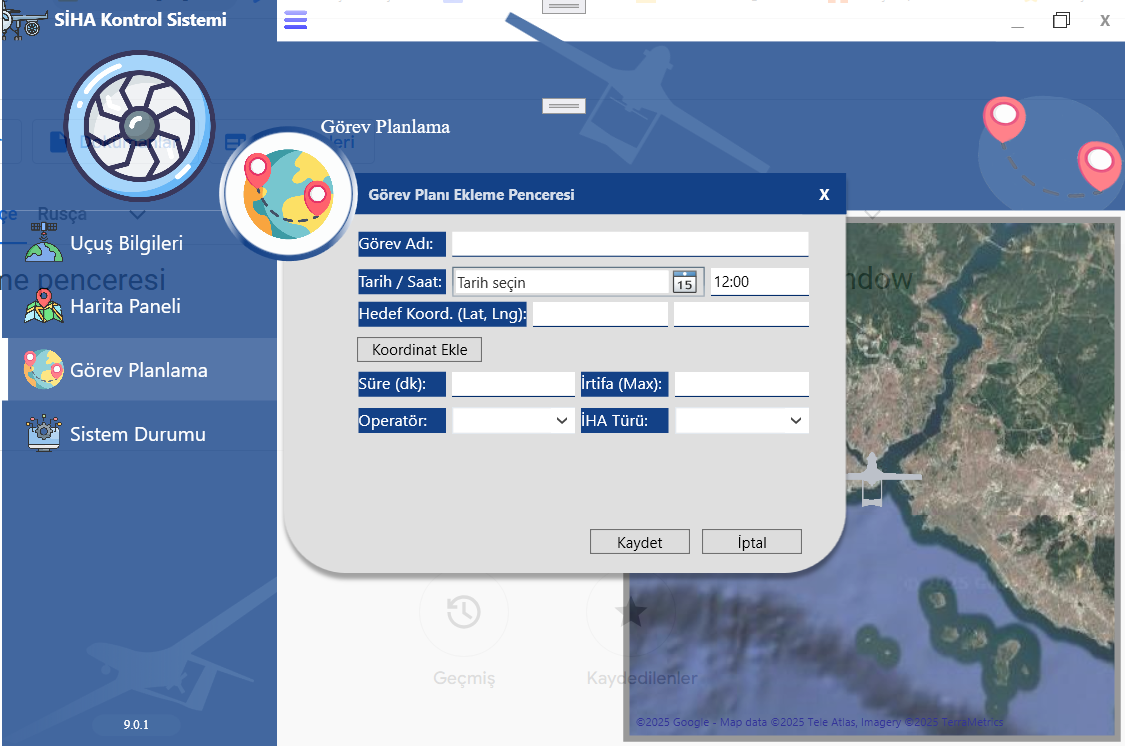 SİHA Kontrol Sistemi
X
Görev Planlama
Rusça
me penceresi
ndow
Uçuş Bilgileri
Harita Paneli
Görev Planlama
Sistem Durumu
9.0.1
Görev Planı Ekleme Penceresi
X
Görev Adı:
Tarih / Saat: Tarih seçin 15 12:00
Hedef Koord. (Lat, Lng):
Koordinat Ekle
Süre (dk): İrtifa (Max):
Operatör: İHA Türü:
Kaydet İptal
Geçmiş Kaydedilenler
©2025 Google - Map data ©2025 Tele Atlas, Imagery ©2025 TerraMetrics